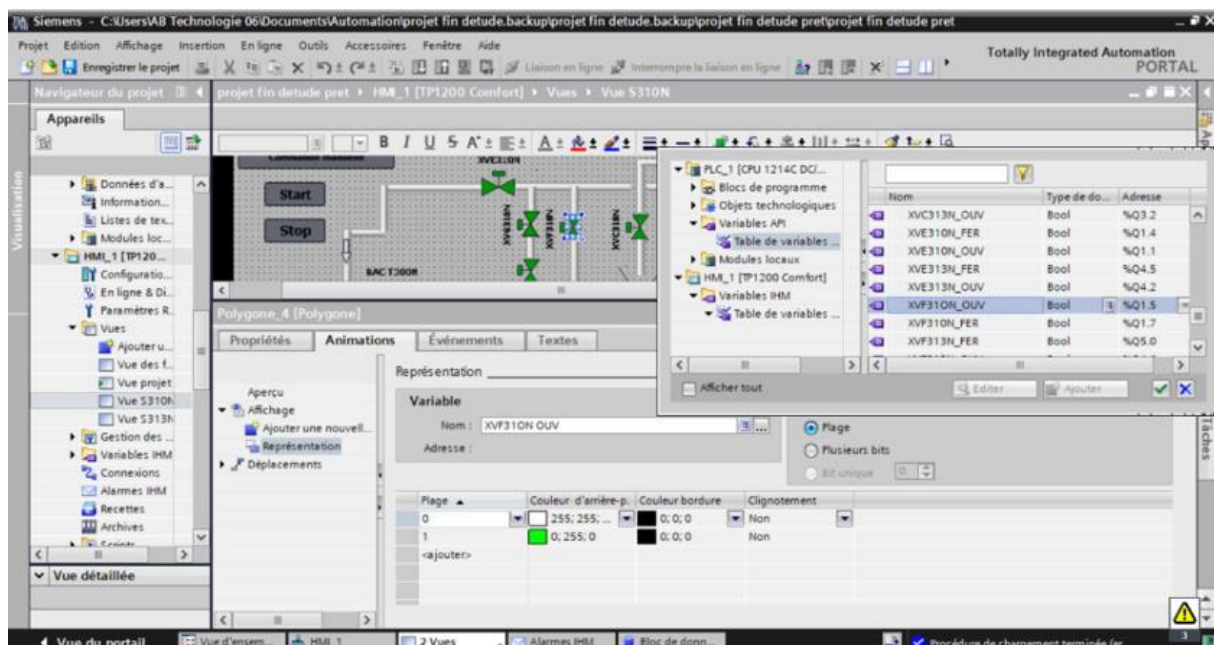 Siemens - C:\Users\AB Technologie 06\Documents\Automation\projet fin detude.backup\projet fin detude.backup\projet fin detude pret\projet fin detude pret
Projet Edition Affichage Insertion En ligne Outils Accessoires Fenêtre Aide
Totally Integrated Automation
PORTAL
Enregistrer le projet
Liaison en ligne
Interrompre la liaison en ligne
Navigateur du projet
projet fin detude pret HMI_1 [TP1200 Comfort] Vues Vue S310N
Appareils
Visualisation
Données d'a...
Information...
Listes de tex...
Modules loc...
HMI_1 [TP120...
Configuratio...
En ligne & Di...
Paramètres R...
Vues
Ajouter u...
Vue des f...
Vue projet
Vue S310N
Vue S313N
Gestion des ...
Variables IHM
Connexions
Alarmes IHM
Recettes
Archives
Scripts
Vue détaillée
B I U S A
Commande manuelle
Start
Stop
BAC T300N
PLC_1 [CPU 1214C DC/...
Blocs de programme
Objets technologiques
Variables API
Table de variables ...
Modules locaux
HMI_1 [TP1200 Comfort]
Variables IHM
Table de variables ...
Nom Type de do... Adresse
XVC313N_OUV Bool %Q3.2
XVE310N_FER Bool %Q1.4
XVE310N_OUV Bool %Q1.1
XVE313N_FER Bool %Q4.5
XVE313N_OUV Bool %Q4.2
XVF31ON_OUV Bool %Q1.5
XVF310N_FER Bool %Q1.7
XVF313N_FER Bool %Q5.0
Afficher tout
Editer
Ajouter
Polygone_4 [Polygone]
Propriétés Animations Événements Textes
Aperçu
Affichage
Ajouter une nouvell...
Représentation
Déplacements
Représentation
Variable
Nom : XVF31ON OUV
Adresse :
Plage
Plusieurs bits
Bit unique 0
Tâches
Plage Couleur d'arrière-p. Couleur bordure Clignotement
0 255; 255; ... 0; 0; 0 Non
1 0; 255; 0 0; 0; 0 Non
<ajouter>
3
Vue du portail
Vue d'ensem...
HMI_1
2 Vues
Alarmes IHM
Bloc de donn...
Procédure de chargement terminée (er